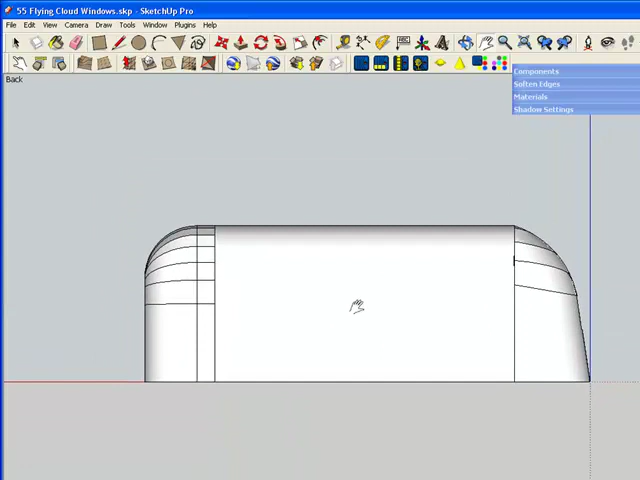 55 Flying Cloud Windows.skp - SketchUp Pro
File Edit View Camera Draw Tools Window Plugins Help
Back
Components
Soften Edges
Materials
Shadow Settings